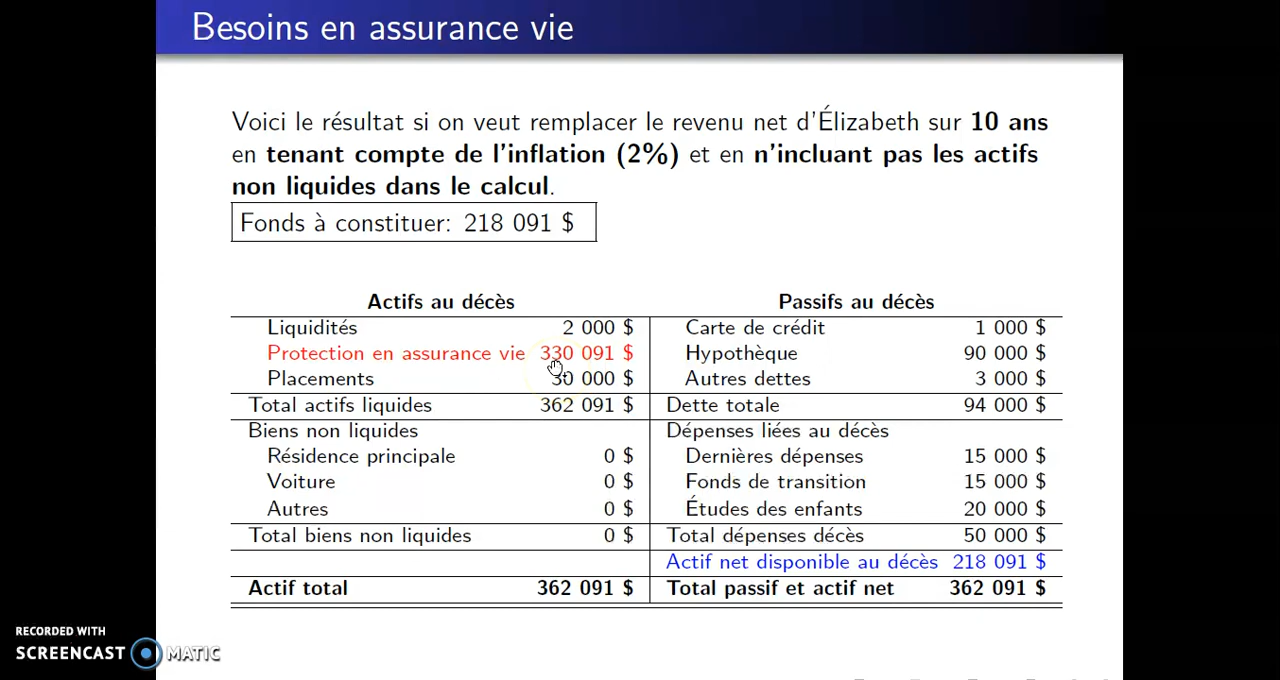 Besoins en assurance vie
Voici le résultat si on veut remplacer le revenu net d'Élizabeth sur 10 ans
en tenant compte de l'inflation (2%) et en n'incluant pas les actifs
non liquides dans le calcul.
Fonds à constituer: 218 091 $
Actifs au décès Passifs au décès
Liquidités 2 000 $ Carte de crédit 1 000 $
Protection en assurance vie 330 091 $ Hypothèque 90 000 $
Placements 30 000 $ Autres dettes 3 000 $
Total actifs liquides 362 091 $ Dette totale 94 000 $
Biens non liquides Dépenses liées au décès
Résidence principale 0 $ Dernières dépenses 15 000 $
Voiture 0 $ Fonds de transition 15 000 $
Autres 0 $ Études des enfants 20 000 $
Total biens non liquides 0 $ Total dépenses décès 50 000 $
Actif net disponible au décès 218 091 $
Actif total 362 091 $ Total passif et actif net 362 091 $
RECORDED WITH
SCREENCAST MATIC